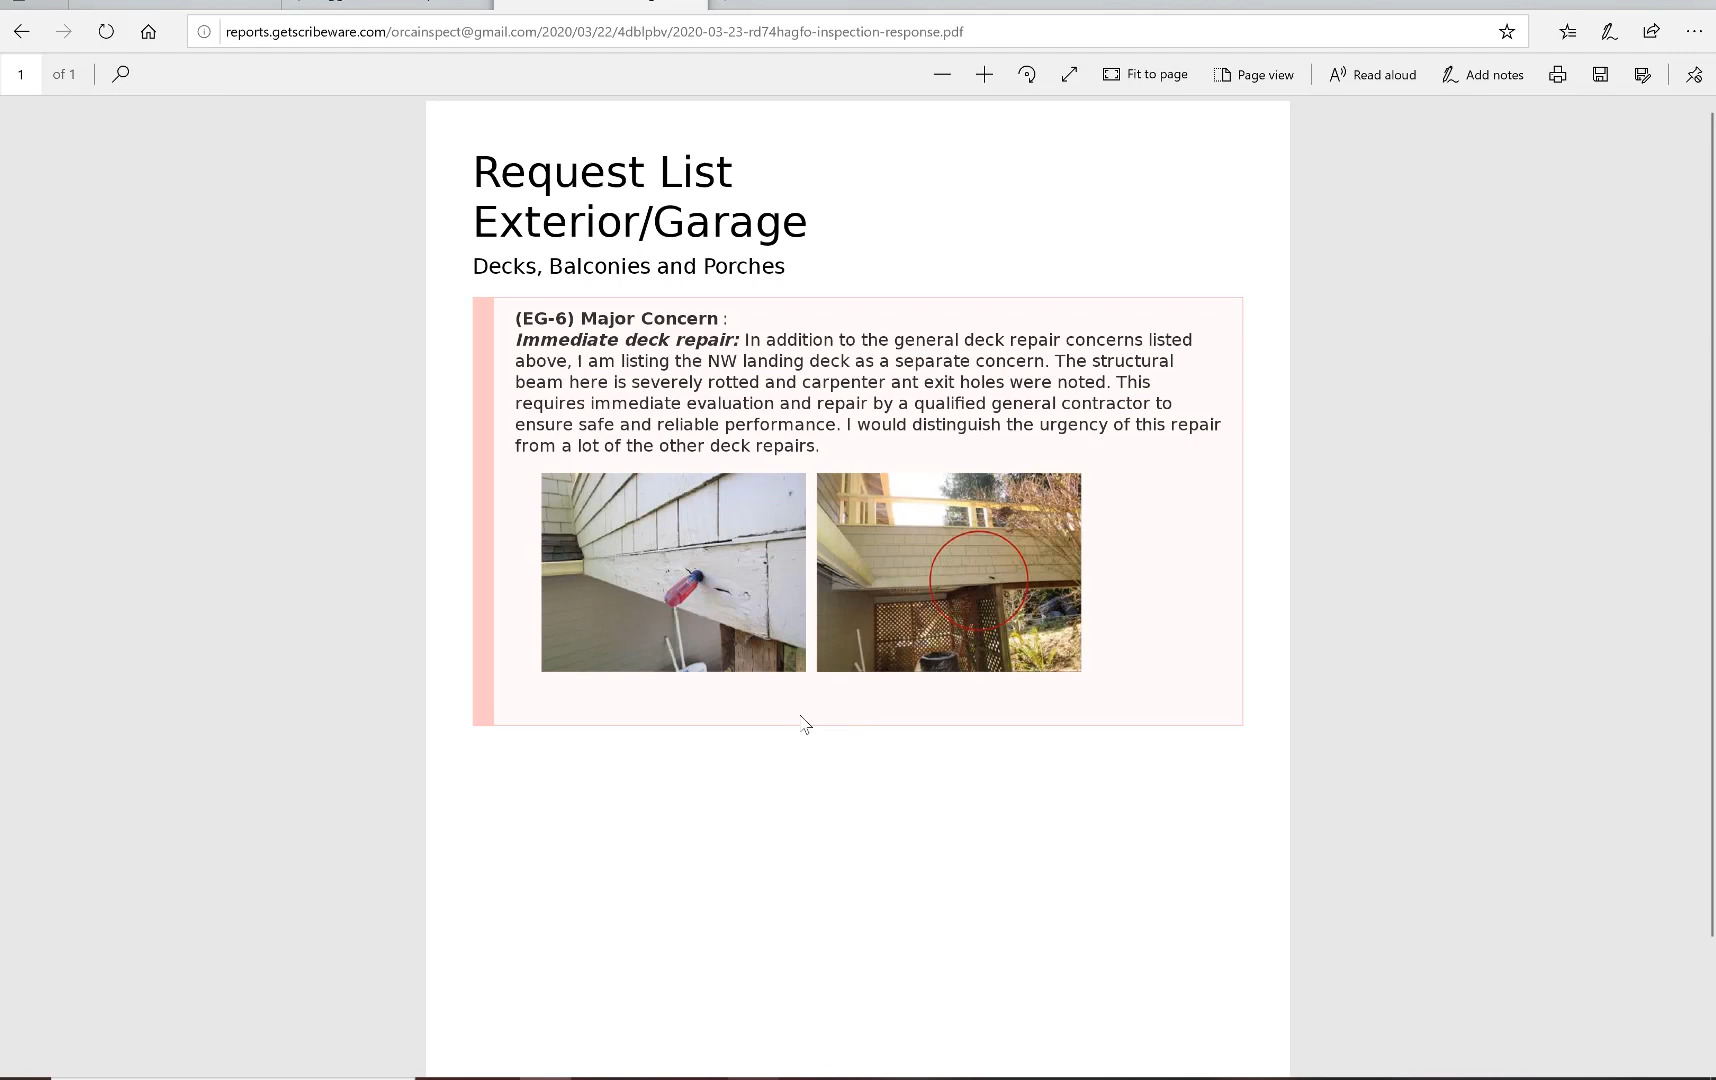 reports.getscribeware.com/orcainspect@gmail.com/2020/03/22/4dblpbv/2020-03-23-rd74hagfo-inspection-response.pdf
1 of 1 Fit to page Page view Read aloud Add notes
Request List
Exterior/Garage
Decks, Balconies and Porches
(EG-6) Major Concern :
Immediate deck repair: In addition to the general deck repair concerns listed
above, I am listing the NW landing deck as a separate concern. The structural
beam here is severely rotted and carpenter ant exit holes were noted. This
requires immediate evaluation and repair by a qualified general contractor to
ensure safe and reliable performance. I would distinguish the urgency of this repair
from a lot of the other deck repairs.